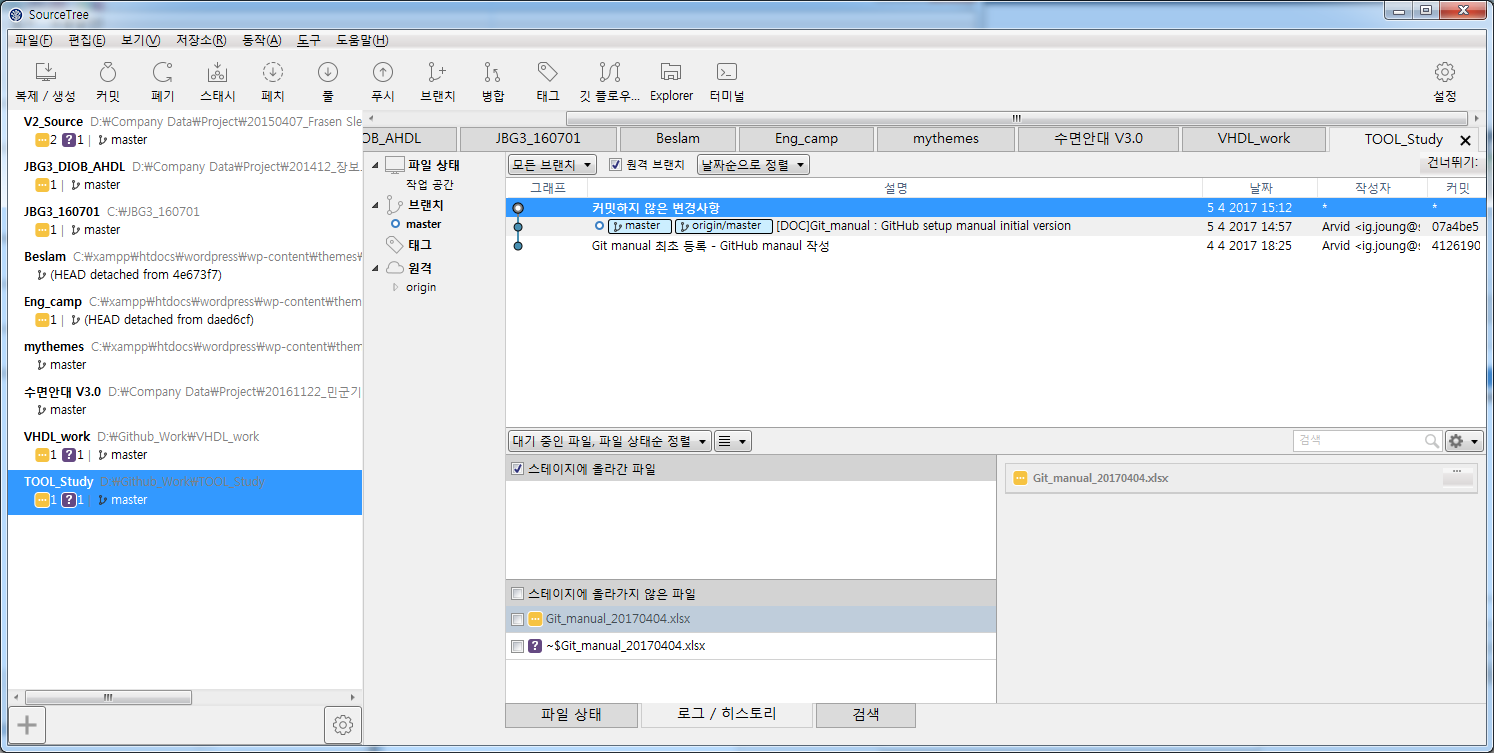 SourceTree
파일(F) 편집(E) 보기(V) 저장소(R) 동작(A) 도구 도움말(H)
복제 / 생성 커밋 폐기 스태시 페치 풀 푸시 브랜치 병합 태그 깃 플로우... Explorer 터미널 설정
V2_Source D:₩Company Data₩Project₩20150407_Frasen Sle
2 ? 1 | master
JBG3_DIOB_AHDL D:₩Company Data₩Project₩201412_장보
1 | master
JBG3_160701 C:₩JBG3_160701
1 | master
Beslam C:₩xampp₩htdocs₩wordpress₩wp-content₩themes₩
(HEAD detached from 4e673f7)
Eng_camp C:₩xampp₩htdocs₩wordpress₩wp-content₩them
1 | (HEAD detached from daed6cf)
mythemes C:₩xampp₩htdocs₩wordpress₩wp-content₩them
master
수면안대 V3.0 D:₩Company Data₩Project₩20161122_민군기
master
VHDL_work D:₩Github_Work₩VHDL_work
1 ? 1 | master
TOOL_Study D:₩Github_Work₩TOOL_Study
1 ? 1 | master
OB_AHDL JBG3_160701 Beslam Eng_camp mythemes 수면안대 V3.0 VHDL_work TOOL_Study
파일 상태
작업 공간
브랜치
master
태그
원격
origin
모든 브랜치 원격 브랜치 날짜순으로 정렬 건너뛰기:
그래프 설명 날짜 작성자 커밋
커밋하지 않은 변경사항 5 4 2017 15:12 * *
master origin/master [DOC]Git_manual : GitHub setup manual initial version 5 4 2017 14:57 Arvid <ig.joung@s 07a4be5
Git manual 최초 등록 - GitHub manaul 작성 4 4 2017 18:25 Arvid <ig.joung@s 4126190
대기 중인 파일, 파일 상태순 정렬 검색
스테이지에 올라간 파일
Git_manual_20170404.xlsx
스테이지에 올라가지 않은 파일
Git_manual_20170404.xlsx
? ~$Git_manual_20170404.xlsx
파일 상태 로그 / 히스토리 검색